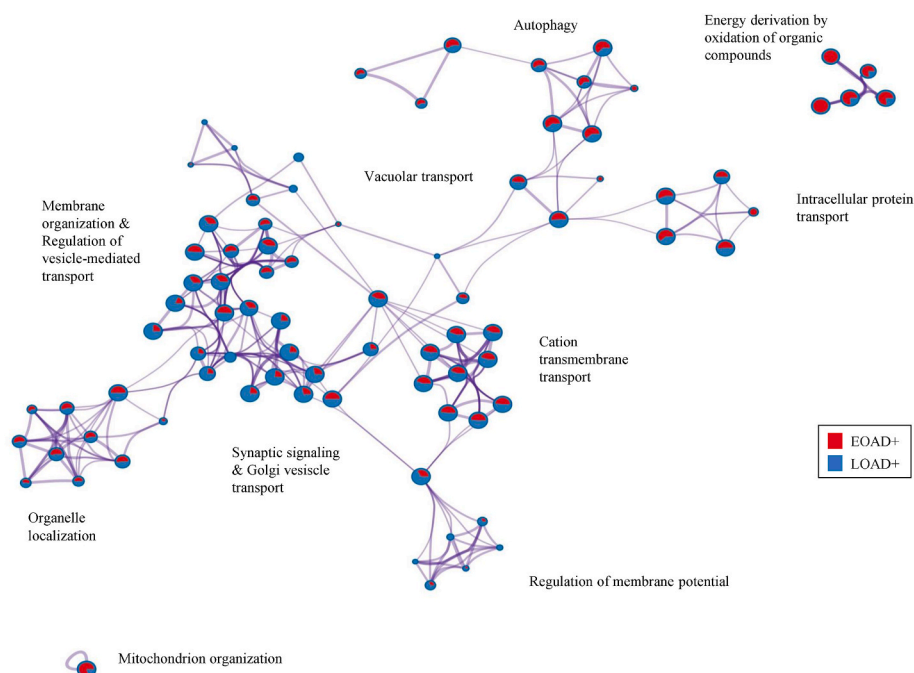 Autophagy
Energy derivation by
oxidation of organic
compounds
Vacuolar transport
Membrane
organization &
Regulation of
vesicle-mediated
transport
Intracellular protein
transport
Cation
transmembrane
transport
EOAD+
LOAD+
Synaptic signaling
& Golgi vesiscle
transport
Organelle
localization
Regulation of membrane potential
Mitochondrion organization